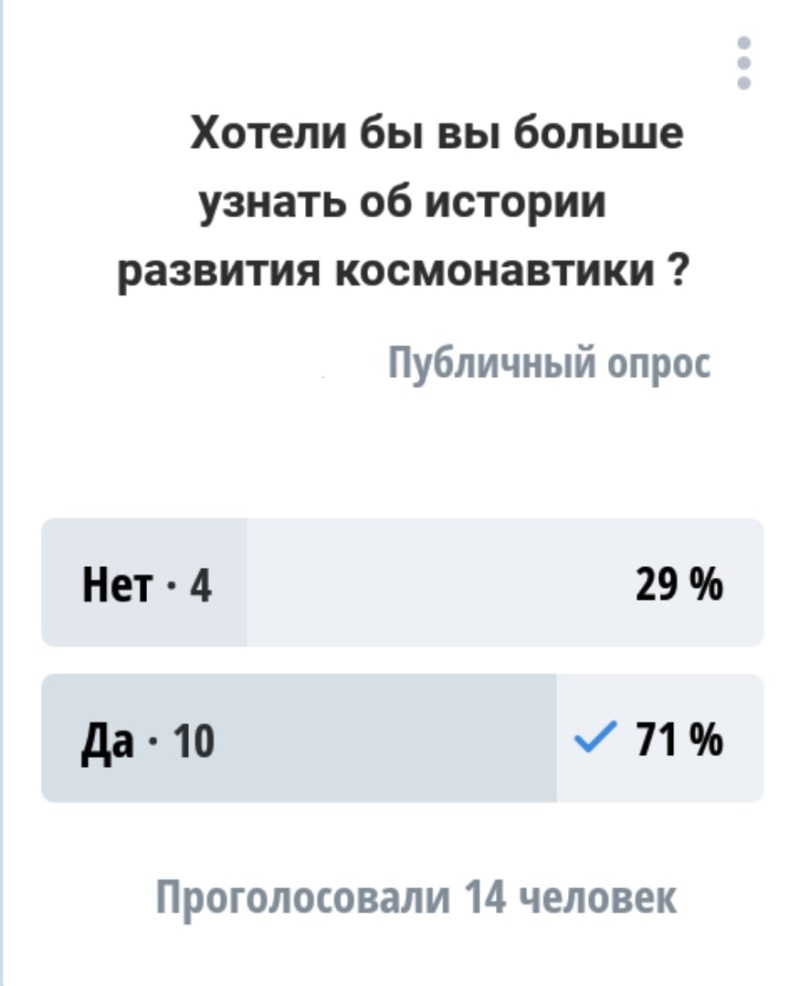 Хотели бы вы больше
узнать об истории
развития космонавтики ?
Публичный опрос
Нет · 4 29 %
Да · 10 71 %
Проголосовали 14 человек